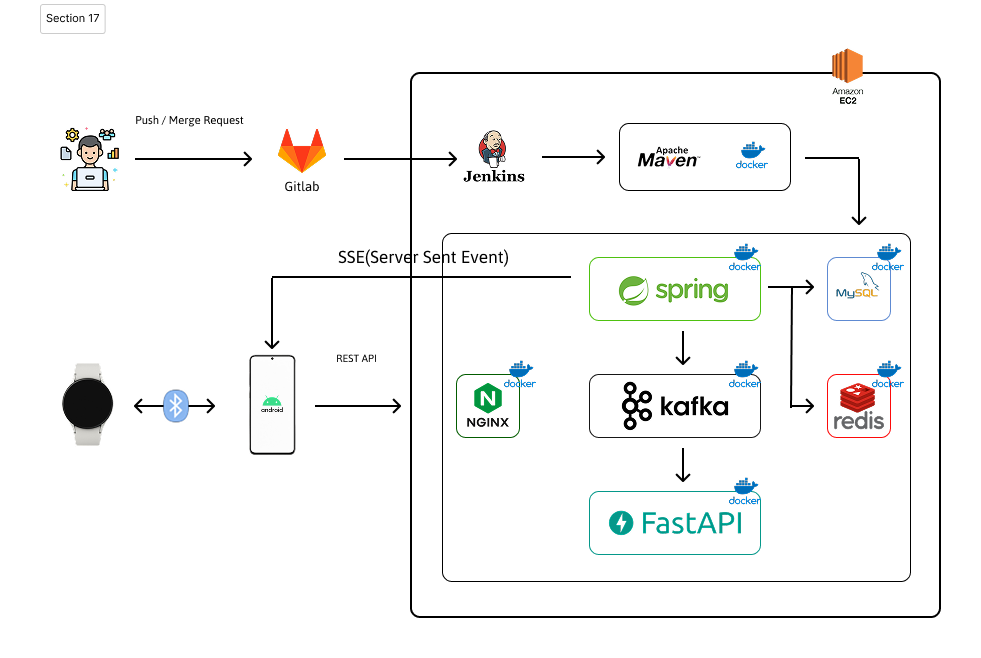 Section 17
Amazon
EC2
Push / Merge Request
Gitlab
Jenkins
Apache
Maven™
docker
SSE(Server Sent Event)
docker
spring
docker
MySQL
REST API
android
docker
NGINX
docker
kafka
docker
redis
docker
FastAPI